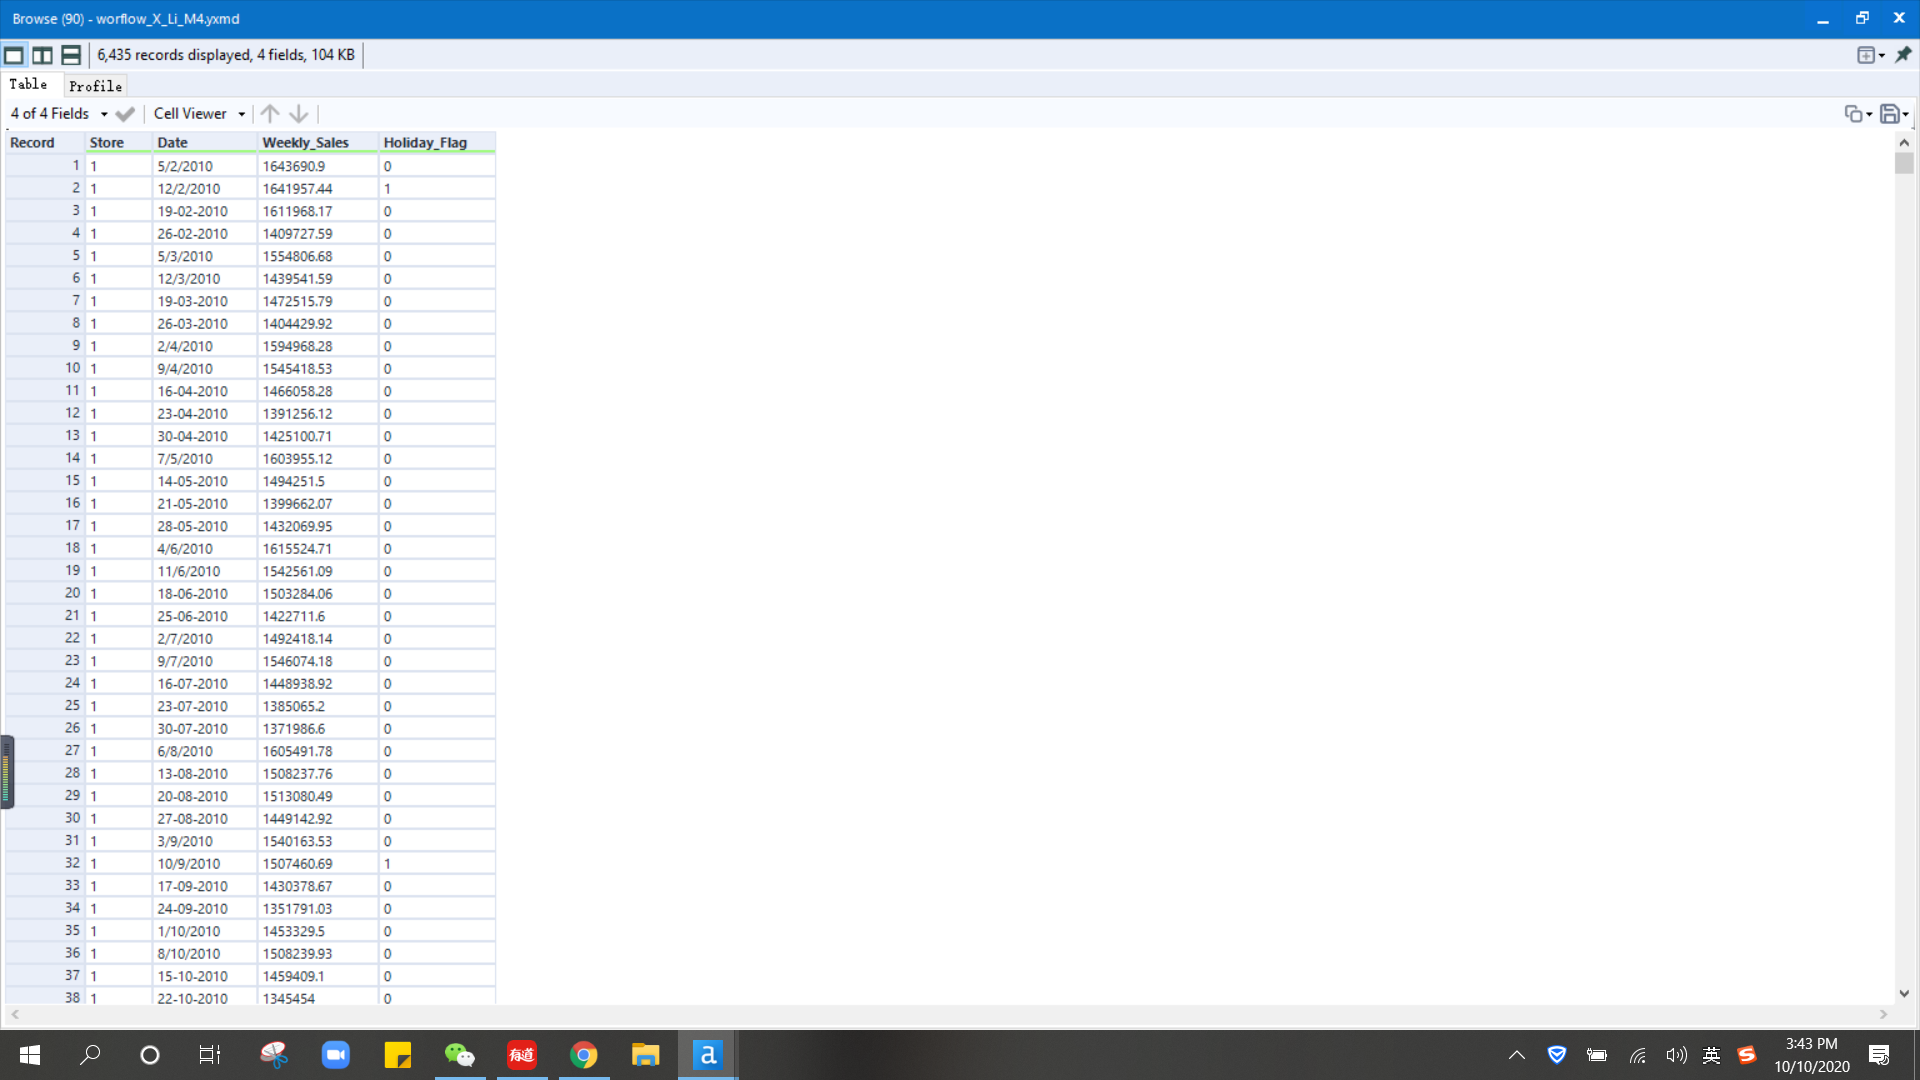 Browse (90) - worflow_X_Li_M4.yxmd
6,435 records displayed, 4 fields, 104 KB
Table Profile
4 of 4 Fields Cell Viewer
Record Store Date Weekly_Sales Holiday_Flag
1 1 5/2/2010 1643690.9 0
2 1 12/2/2010 1641957.44 1
3 1 19-02-2010 1611968.17 0
4 1 26-02-2010 1409727.59 0
5 1 5/3/2010 1554806.68 0
6 1 12/3/2010 1439541.59 0
7 1 19-03-2010 1472515.79 0
8 1 26-03-2010 1404429.92 0
9 1 2/4/2010 1594968.28 0
10 1 9/4/2010 1545418.53 0
11 1 16-04-2010 1466058.28 0
12 1 23-04-2010 1391256.12 0
13 1 30-04-2010 1425100.71 0
14 1 7/5/2010 1603955.12 0
15 1 14-05-2010 1494251.5 0
16 1 21-05-2010 1399662.07 0
17 1 28-05-2010 1432069.95 0
18 1 4/6/2010 1615524.71 0
19 1 11/6/2010 1542561.09 0
20 1 18-06-2010 1503284.06 0
21 1 25-06-2010 1422711.6 0
22 1 2/7/2010 1492418.14 0
23 1 9/7/2010 1546074.18 0
24 1 16-07-2010 1448938.92 0
25 1 23-07-2010 1385065.2 0
26 1 30-07-2010 1371986.6 0
27 1 6/8/2010 1605491.78 0
28 1 13-08-2010 1508237.76 0
29 1 20-08-2010 1513080.49 0
30 1 27-08-2010 1449142.92 0
31 1 3/9/2010 1540163.53 0
32 1 10/9/2010 1507460.69 1
33 1 17-09-2010 1430378.67 0
34 1 24-09-2010 1351791.03 0
35 1 1/10/2010 1453329.5 0
36 1 8/10/2010 1508239.93 0
37 1 15-10-2010 1459409.1 0
38 1 22-10-2010 1345454 0
有道 a 英 S 3:43 PM
10/10/2020